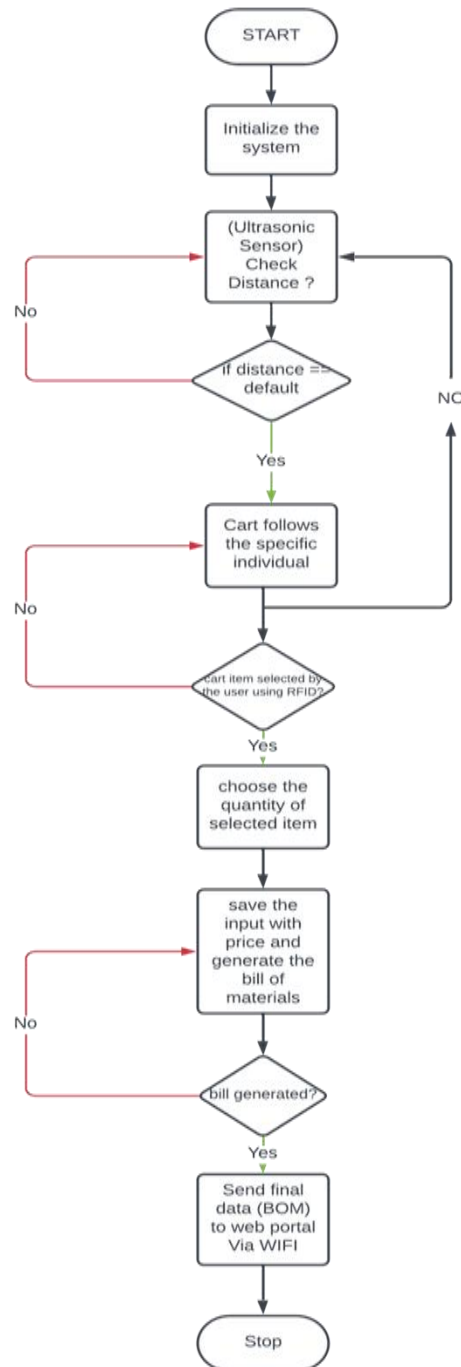 START
Initialize the
system
(Ultrasonic
Sensor)
Check
Distance ?
No
if distance ==
default
NO
Yes
Cart follows
the specific
individual
No
cart item selected by
the user using RFID?
Yes
choose the
quantity of
selected item
save the
input with
price and
generate the
bill of
materials
No
bill generated?
Yes
Send final
data (BOM)
to web portal
Via WIFI
Stop